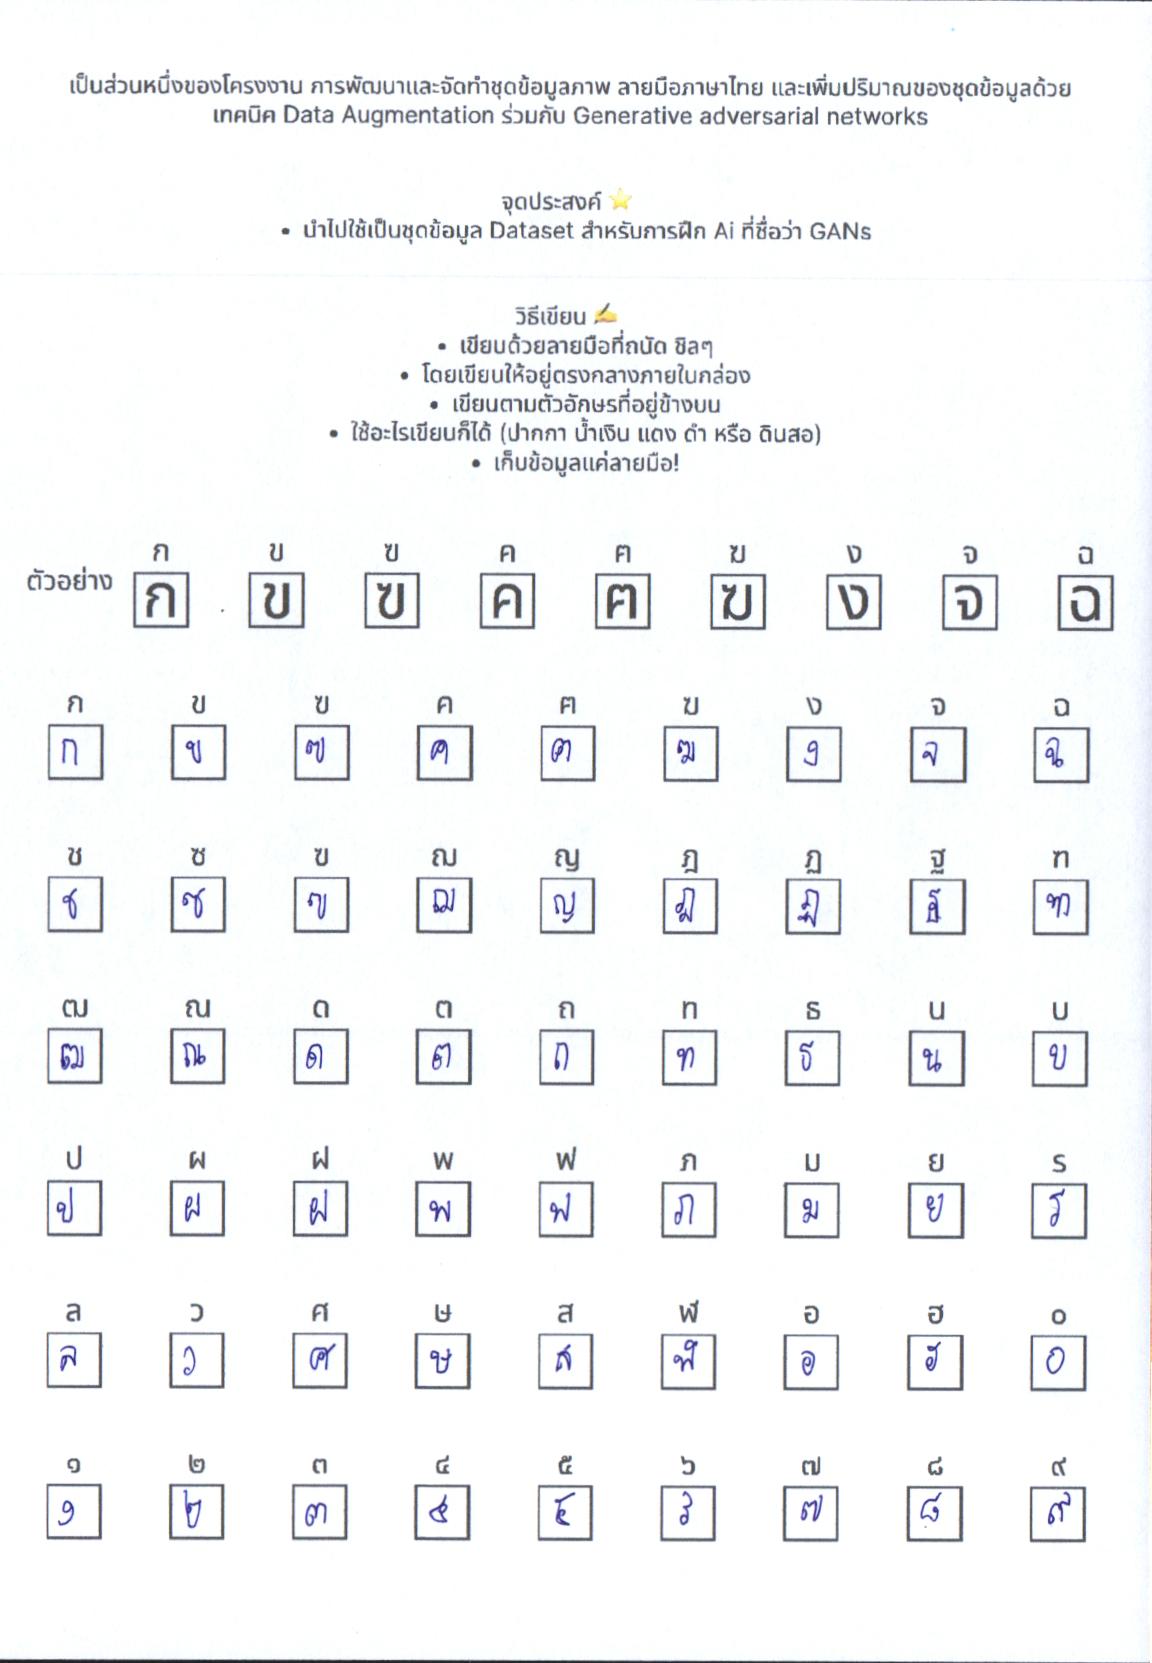 เป็นส่วนหนึ่งของโครงงาน การพัฒนาและจัดทำชุดข้อมูลภาพ ลายมือภาษาไทย และเพิ่มปริมาณของชุดข้อมูลด้วย
เทคนิค Data Augmentation ร่วมกับ Generative adversarial networks
จุดประสงค์ ⭐
• นำไปใช้เป็นชุดข้อมูล Dataset สำหรับการฝึก Ai ที่ชื่อว่า GANs
วิธีเขียน ✍
• เขียนด้วยลายมือที่ถนัด ชิลๆ
• โดยเขียนให้อยู่ตรงกลางภายในกล่อง
• เขียนตามตัวอักษรที่อยู่ข้างบน
• ใช้อะไรเขียนก็ได้ (ปากกา น้ำเงิน แดง ดำ หรือ ดินสอ)
• เก็บข้อมูลแค่ลายมือ!
ก ข ฃ ค ฅ ฆ ง จ ฉ
ตัวอย่าง ก ข ฃ ค ฅ ฆ ง จ ฉ
ก ข ฃ ค ฅ ฆ ง จ ฉ
ก ข ฃ ค ฅ ฆ ง จ ฉ
ช ซ ฃ ฌ ญ ฎ ฏ ฐ ฑ
ช ซ ฃ ฌ ญ ฎ ฏ ฐ ฑ
ฒ ณ ด ต ถ ท ธ น บ
ฒ ณ ด ต ถ ท ธ น บ
ป ผ ฝ พ ฟ ภ ม ย ร
ป ผ ฝ พ ฟ ภ ม ย ร
ล ว ศ ษ ส ฬ อ ฮ ๐
ล ว ศ ษ ส ฬ อ ฮ ๐
๑ ๒ ๓ ๔ ๕ ๖ ๗ ๘ ๙
๑ ๒ ๓ ๔ ๕ ๖ ๗ ๘ ๙